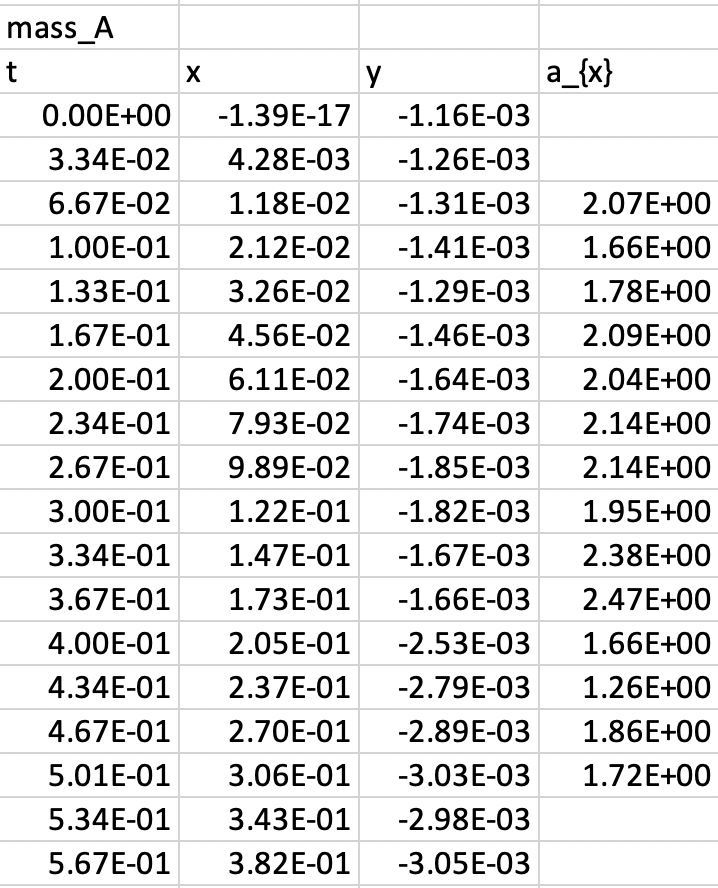 mass_A
t x y a_{x}
0.00E+00 -1.39E-17 -1.16E-03
3.34E-02 4.28E-03 -1.26E-03
6.67E-02 1.18E-02 -1.31E-03 2.07E+00
1.00E-01 2.12E-02 -1.41E-03 1.66E+00
1.33E-01 3.26E-02 -1.29E-03 1.78E+00
1.67E-01 4.56E-02 -1.46E-03 2.09E+00
2.00E-01 6.11E-02 -1.64E-03 2.04E+00
2.34E-01 7.93E-02 -1.74E-03 2.14E+00
2.67E-01 9.89E-02 -1.85E-03 2.14E+00
3.00E-01 1.22E-01 -1.82E-03 1.95E+00
3.34E-01 1.47E-01 -1.67E-03 2.38E+00
3.67E-01 1.73E-01 -1.66E-03 2.47E+00
4.00E-01 2.05E-01 -2.53E-03 1.66E+00
4.34E-01 2.37E-01 -2.79E-03 1.26E+00
4.67E-01 2.70E-01 -2.89E-03 1.86E+00
5.01E-01 3.06E-01 -3.03E-03 1.72E+00
5.34E-01 3.43E-01 -2.98E-03
5.67E-01 3.82E-01 -3.05E-03